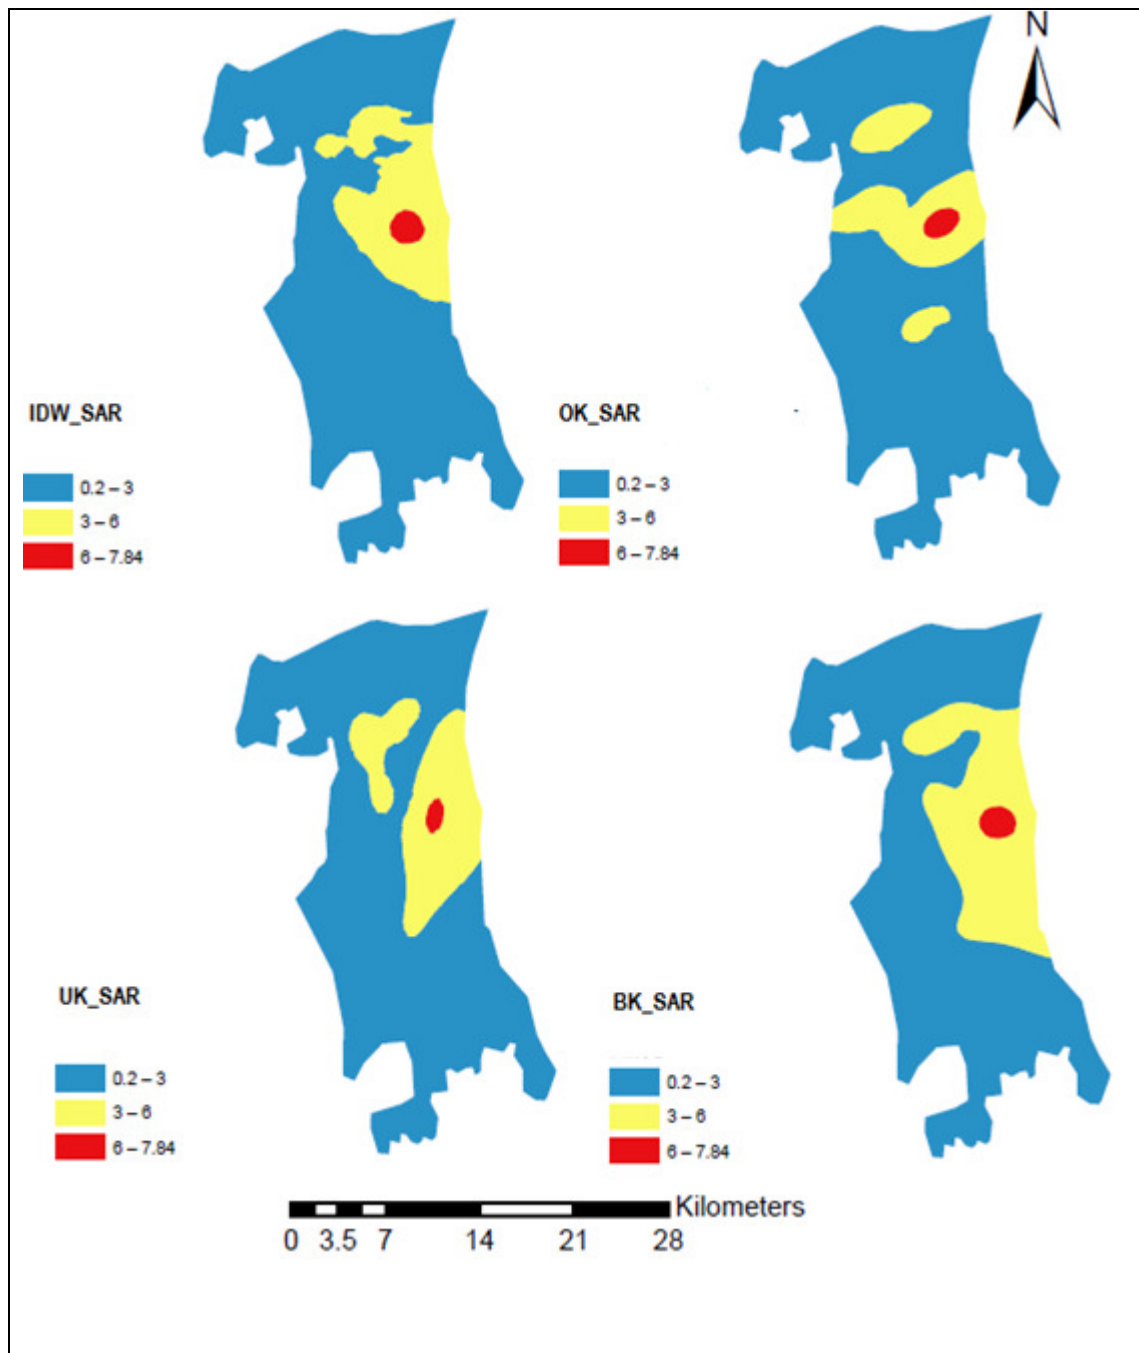 N
IDW_SAR
0.2 – 3
3 – 6
6 – 7.84
OK_SAR
0.2 – 3
3 – 6
6 – 7.84
UK_SAR
0.2 – 3
3 – 6
6 – 7.84
BK_SAR
0.2 – 3
3 – 6
6 – 7.84
Kilometers
0 3.5 7 14 21 28